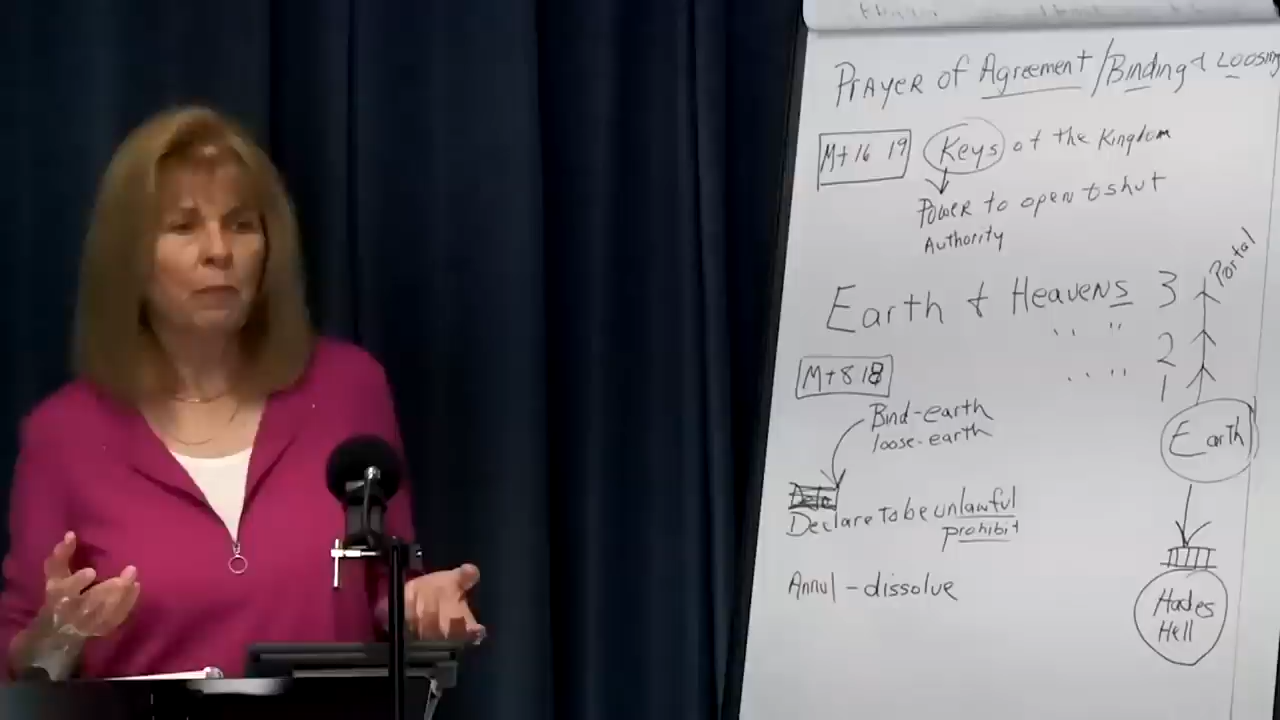 Prayer of Agreement / Binding & Loosing
Mt 16 19 Keys of the Kingdom
Power to open & shut
Authority
Portal
Earth & Heavens 3
2
1
Mt 8 18
Bind-earth
loose-earth
Earth
Declare to be unlawful
prohibit
Annul - dissolve
Hades
Hell